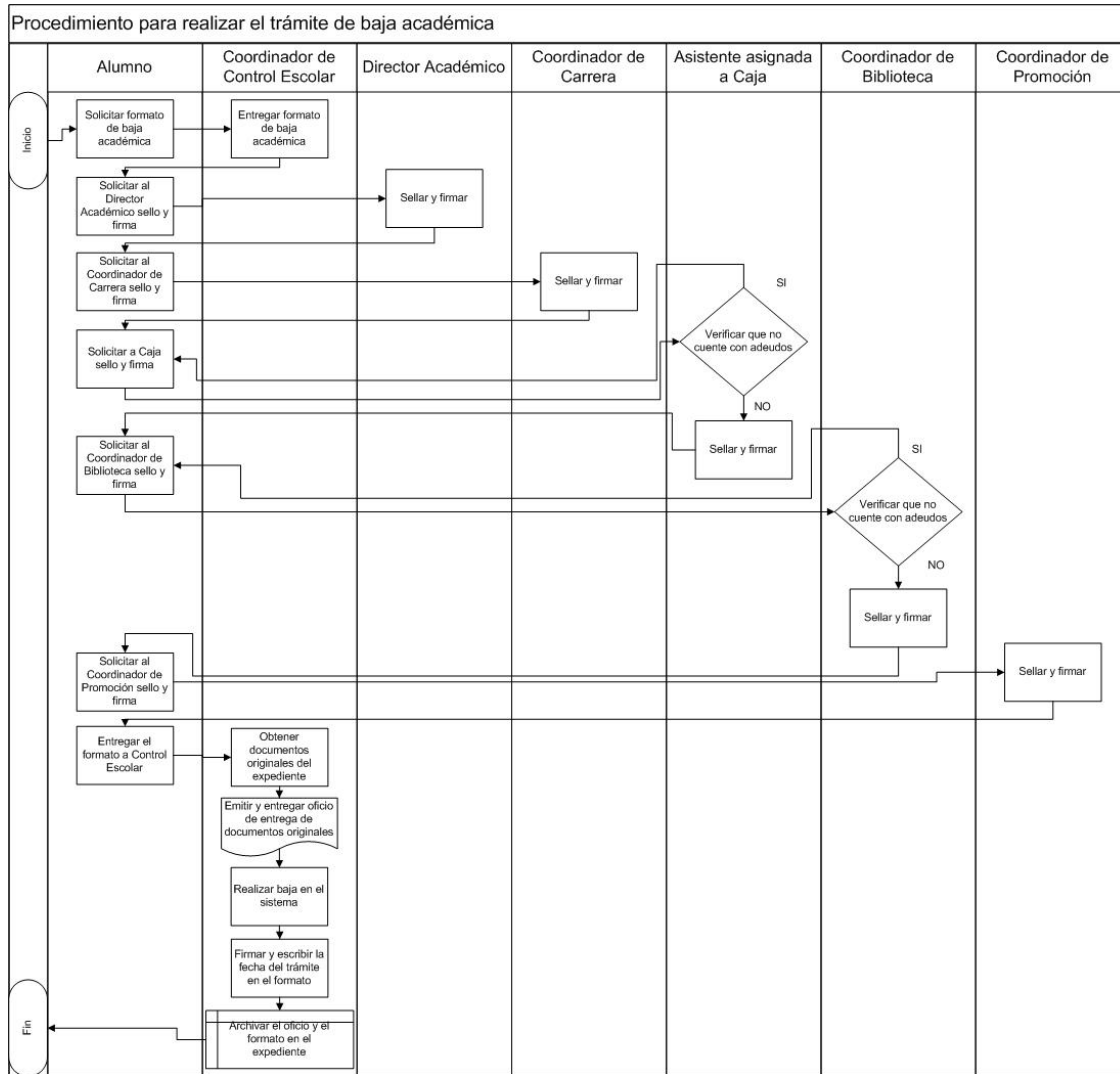 Procedimiento para realizar el trámite de baja académica
Alumno
Coordinador de
Control Escolar
Director Académico
Coordinador de
Carrera
Asistente asignada
a Caja
Coordinador de
Biblioteca
Coordinador de
Promoción
Inicio
Solicitar formato
de baja
académica
Entregar formato
de baja
académica
Solicitar al
Director
Académico sello y
firma
Sellar y firmar
Solicitar al
Coordinador de
Carrera sello y
firma
Sellar y firmar
SI
Verificar que no
cuente con adeudos
Solicitar a Caja
sello y firma
NO
Sellar y firmar
Solicitar al
Coordinador de
Biblioteca sello y
firma
SI
Verificar que no
cuente con adeudos
NO
Sellar y firmar
Solicitar al
Coordinador de
Promoción sello y
firma
Sellar y firmar
Entregar el
formato a Control
Escolar
Obtener
documentos
originales del
expediente
Emitir y entregar oficio
de entrega de
documentos originales
Realizar baja en el
sistema
Firmar y escribir la
fecha del trámite
en el formato
Archivar el oficio y el
formato en el
expediente
Fin